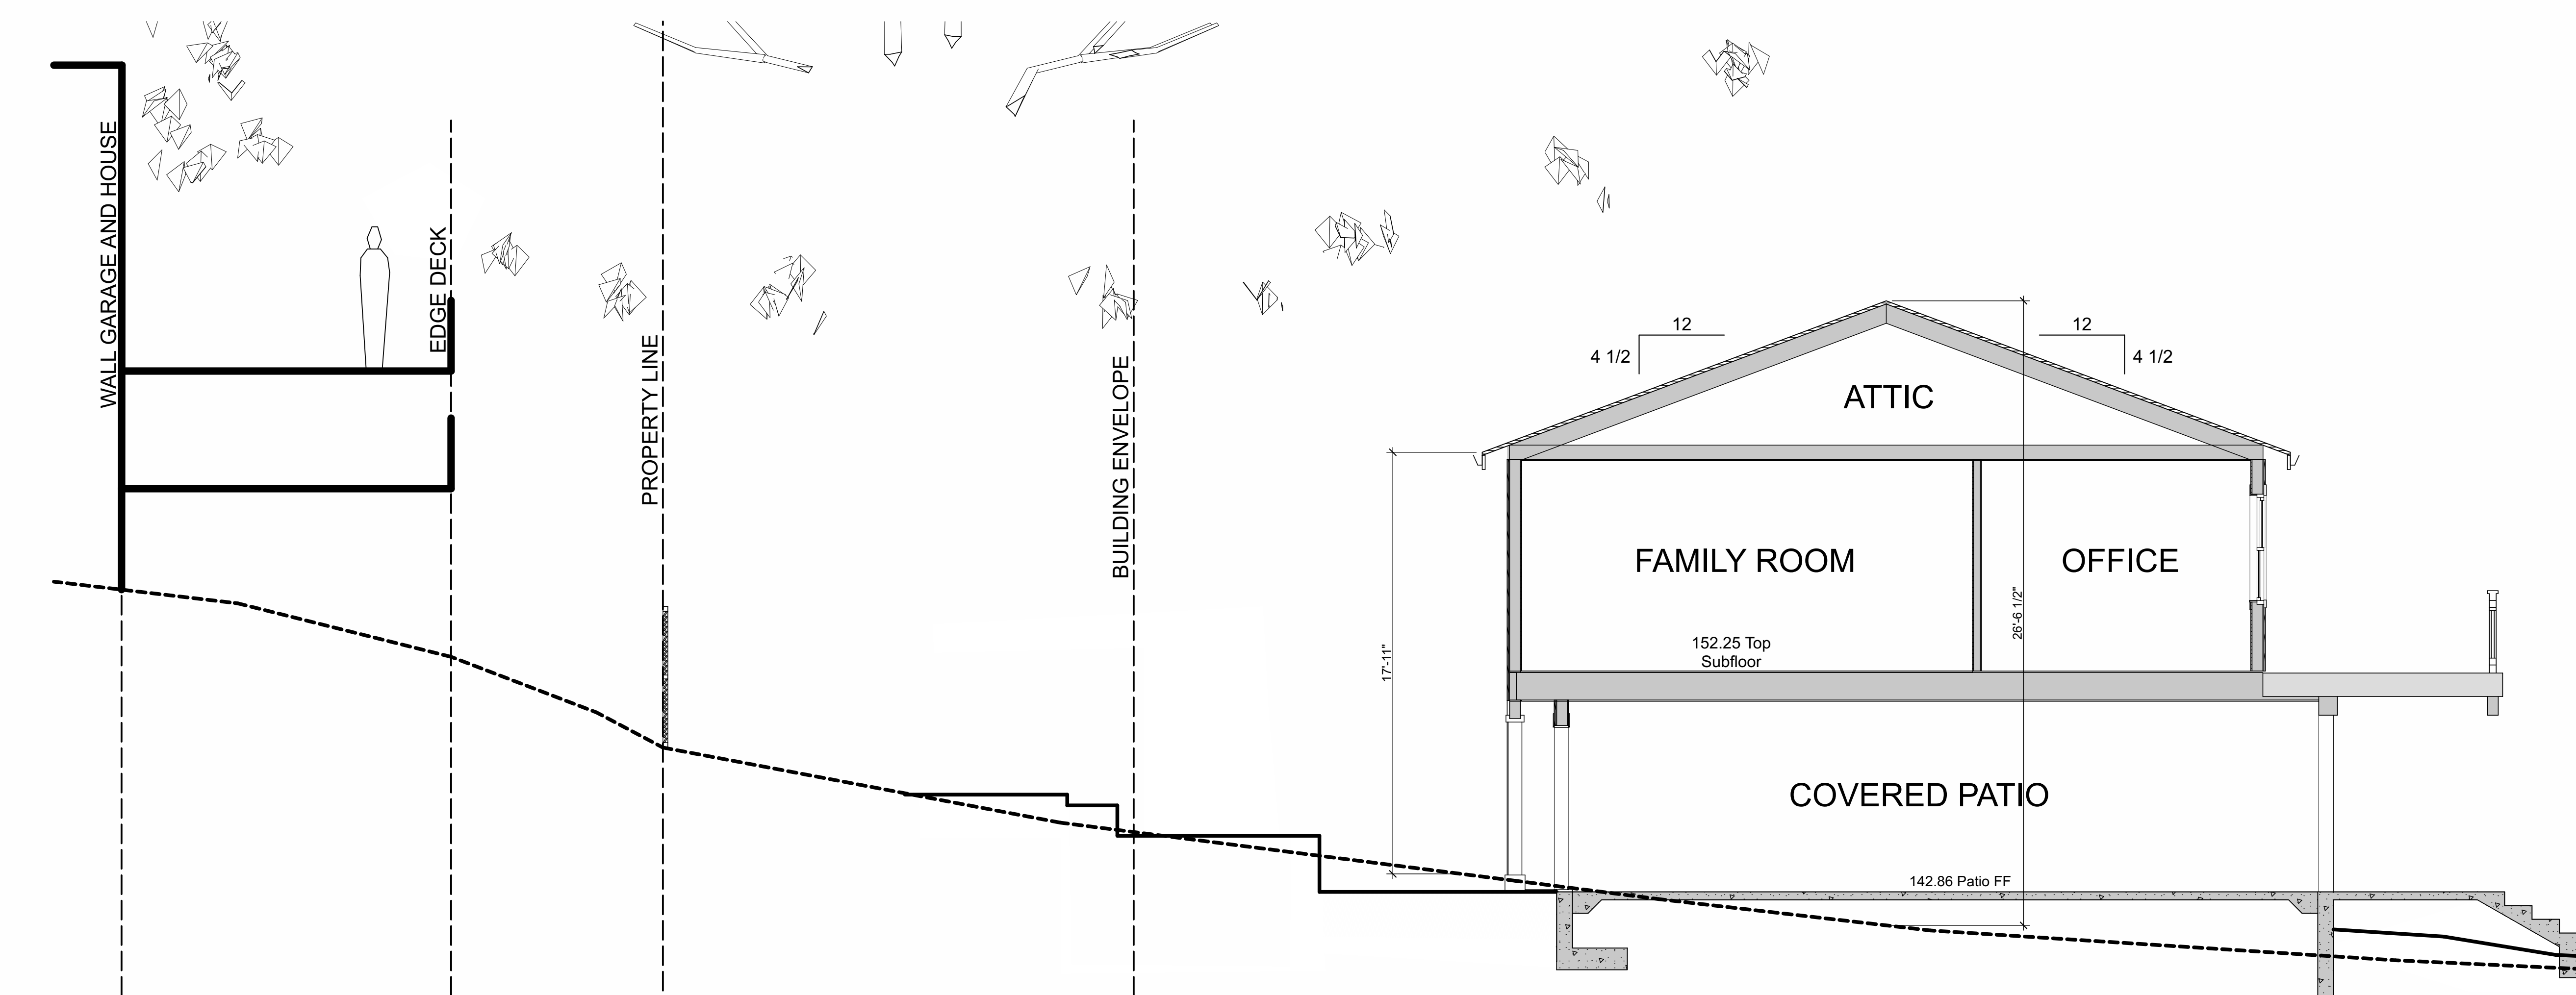 WALL GARAGE AND HOUSE
EDGE DECK
PROPERTY LINE
BUILDING ENVELOPE
12
4 1/2
12
4 1/2
ATTIC
FAMILY ROOM
OFFICE
152.25 Top
Subfloor
17'-11"
26'-6 1/2"
COVERED PATIO
142.86 Patio FF